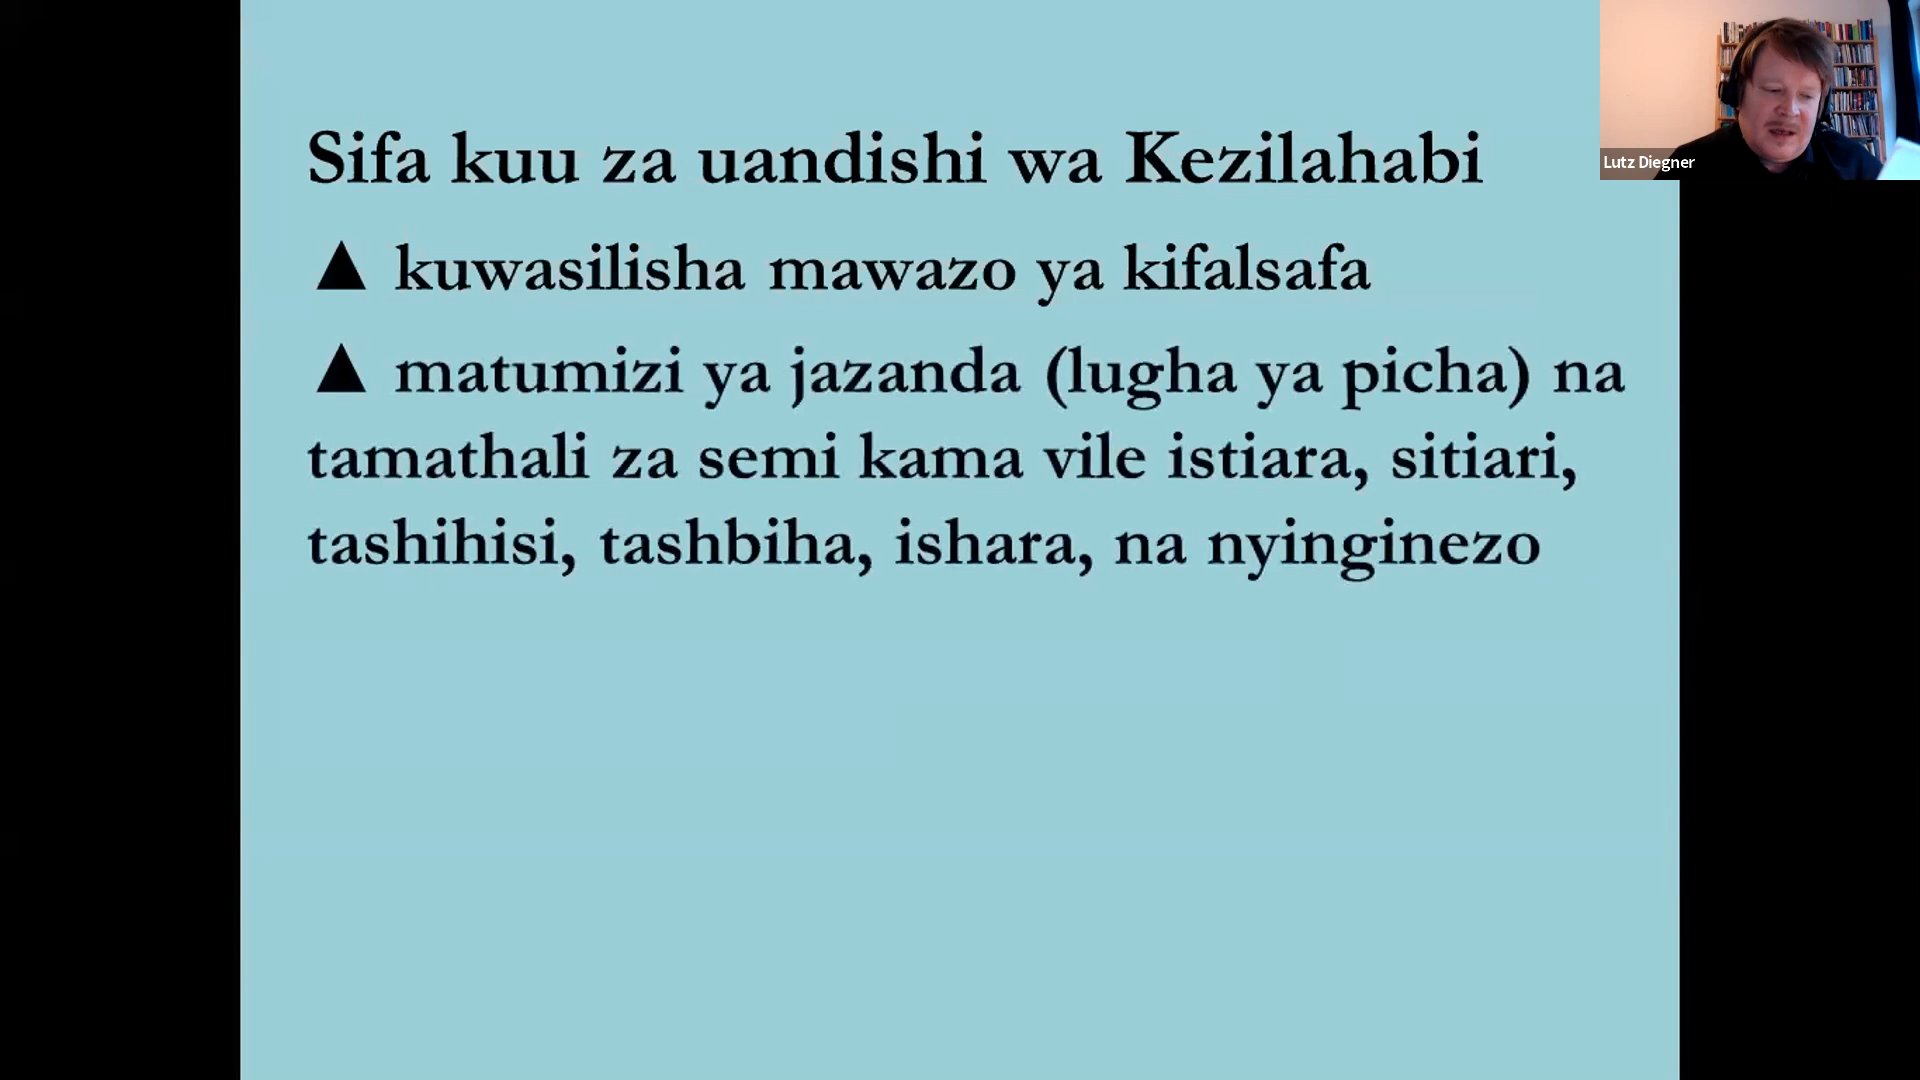 Sifa kuu za uandishi wa Kezilahabi
▲ kuwasilisha mawazo ya kifalsafa
▲ matumizi ya jazanda (lugha ya picha) na
tamathali za semi kama vile istiara, sitiari,
tashihisi, tashbiha, ishara, na nyinginezo
Lutz Diegner